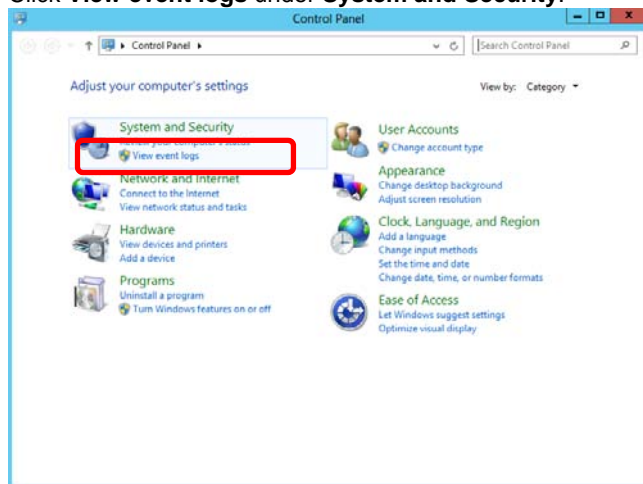 Click View event logs under System and Security.
Control Panel
Control Panel
Search Control Panel
Adjust your computer's settings
View by: Category
System and Security
Review your computer's status
View event logs
Network and Internet
Connect to the Internet
View network status and tasks
Hardware
View devices and printers
Add a device
Programs
Uninstall a program
Turn Windows features on or off
User Accounts
Change account type
Appearance
Change desktop background
Adjust screen resolution
Clock, Language, and Region
Add a language
Change input methods
Set the time and date
Change date, time, or number formats
Ease of Access
Let Windows suggest settings
Optimize visual display